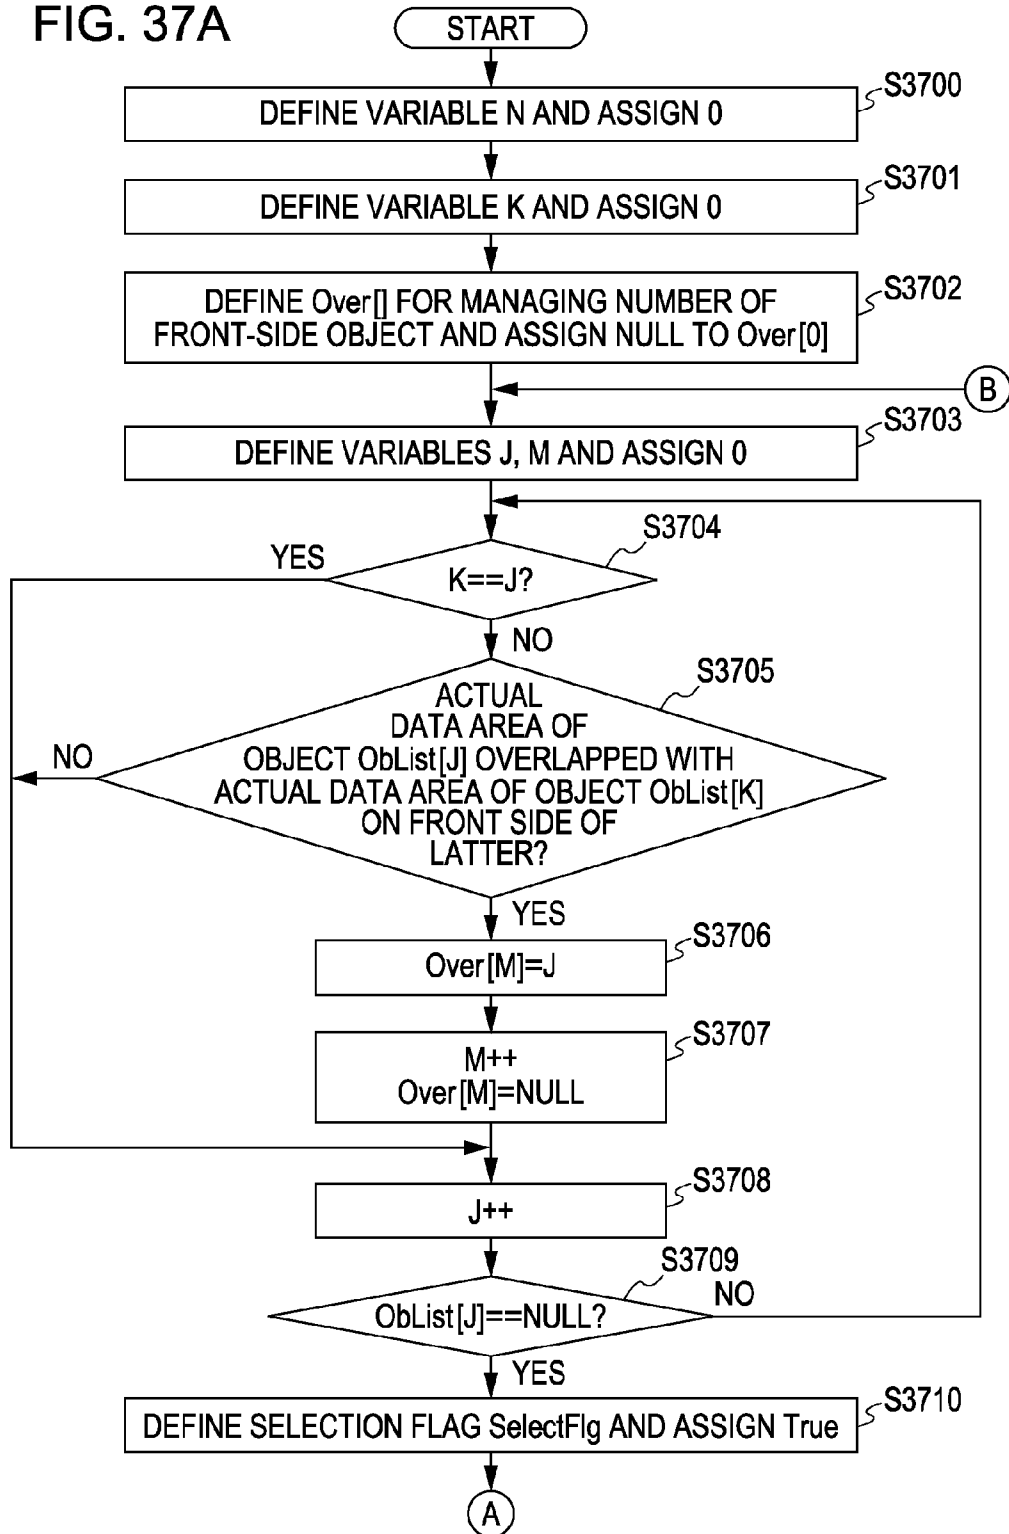 FIG. 37A
START
S3700
DEFINE VARIABLE N AND ASSIGN 0
S3701
DEFINE VARIABLE K AND ASSIGN 0
S3702
DEFINE Over[] FOR MANAGING NUMBER OF
FRONT-SIDE OBJECT AND ASSIGN NULL TO Over[0]
B
S3703
DEFINE VARIABLES J, M AND ASSIGN 0
S3704
YES
K==J?
NO
S3705
ACTUAL
DATA AREA OF
OBJECT ObList[J] OVERLAPPED WITH
ACTUAL DATA AREA OF OBJECT ObList[K]
ON FRONT SIDE OF
LATTER?
NO
YES
S3706
Over[M]=J
S3707
M++
Over[M]=NULL
S3708
J++
S3709
ObList[J]==NULL?
NO
YES
S3710
DEFINE SELECTION FLAG SelectFlg AND ASSIGN True
A